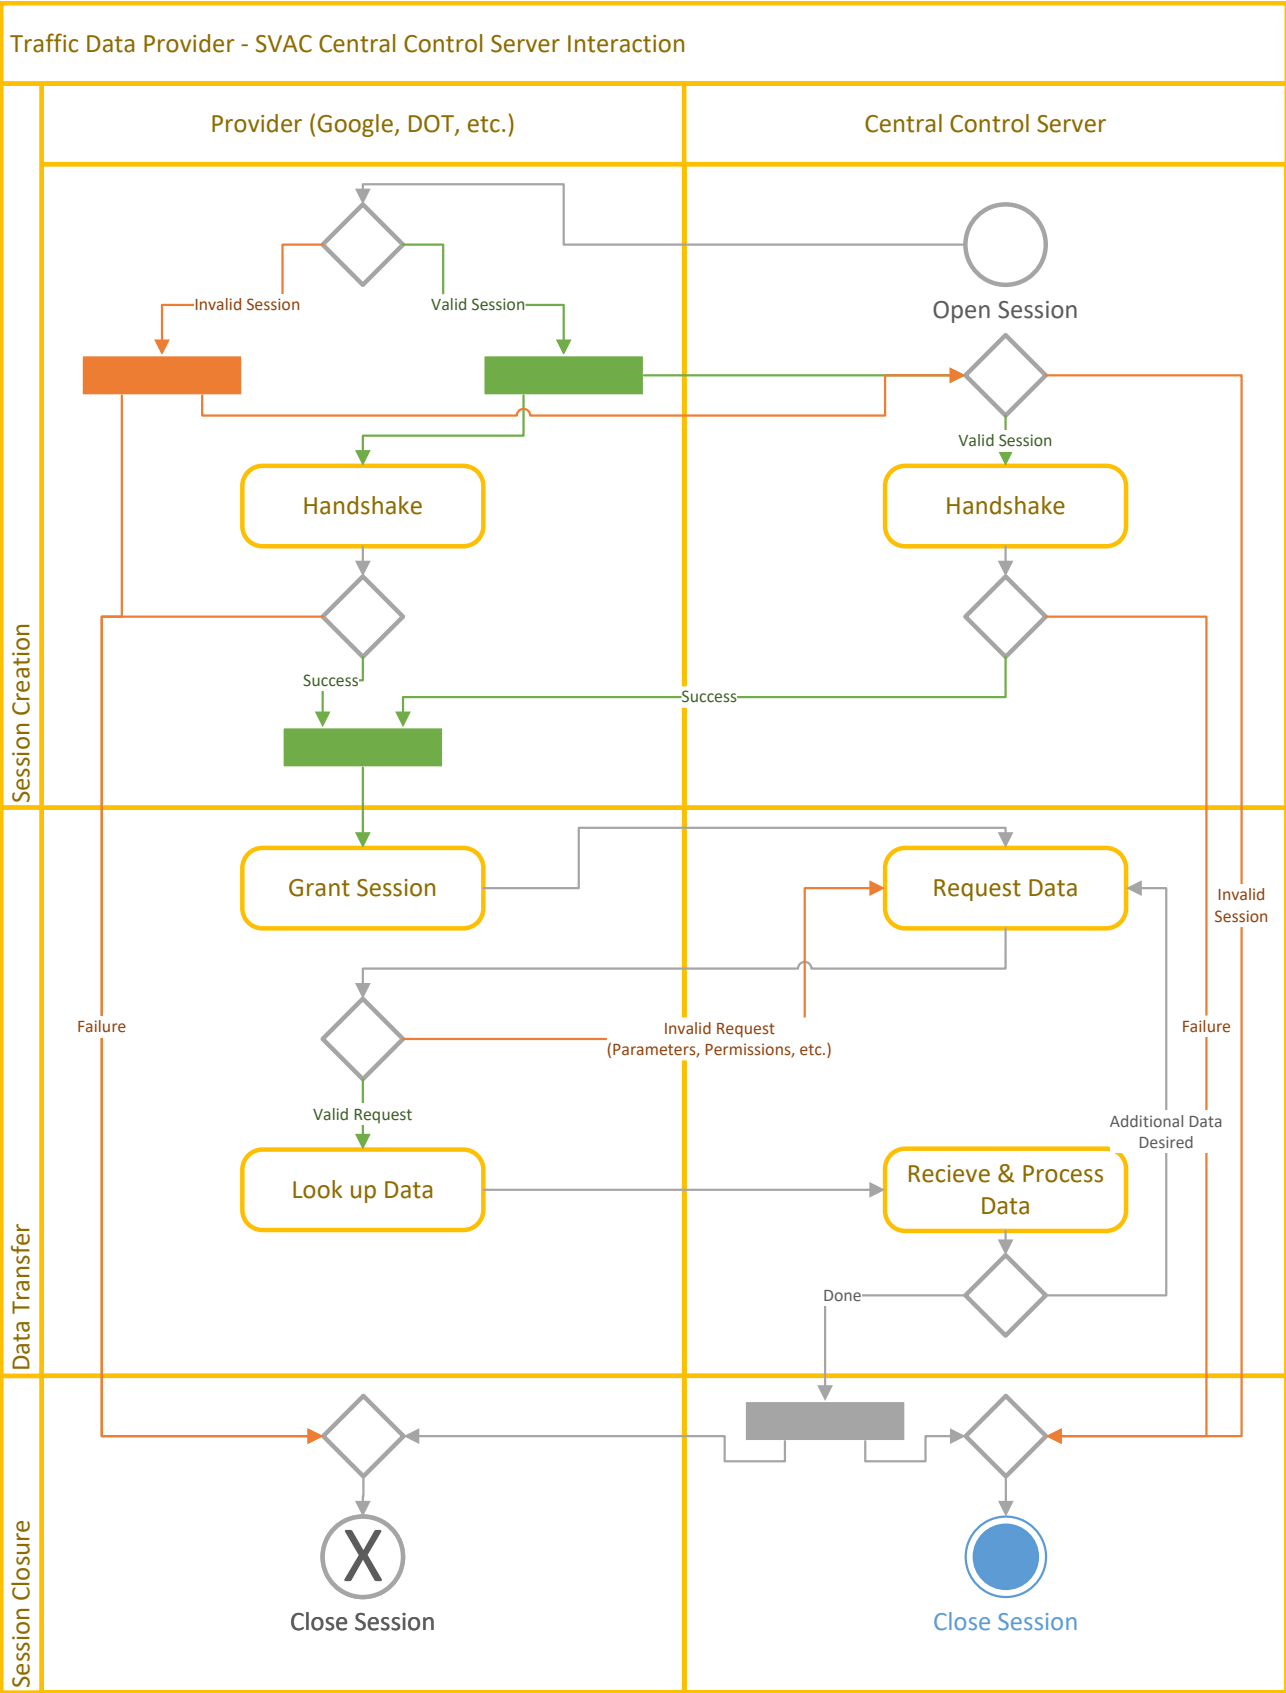 Traffic Data Provider - SVAC Central Control Server Interaction
Provider (Google, DOT, etc.)
Central Control Server
Session Creation
Open Session
Invalid Session
Valid Session
Valid Session
Handshake
Handshake
Success
Success
Data Transfer
Grant Session
Request Data
Invalid
Session
Failure
Invalid Request
(Parameters, Permissions, etc.)
Failure
Valid Request
Additional Data
Desired
Look up Data
Recieve & Process
Data
Done
Session Closure
X
Close Session
Close Session